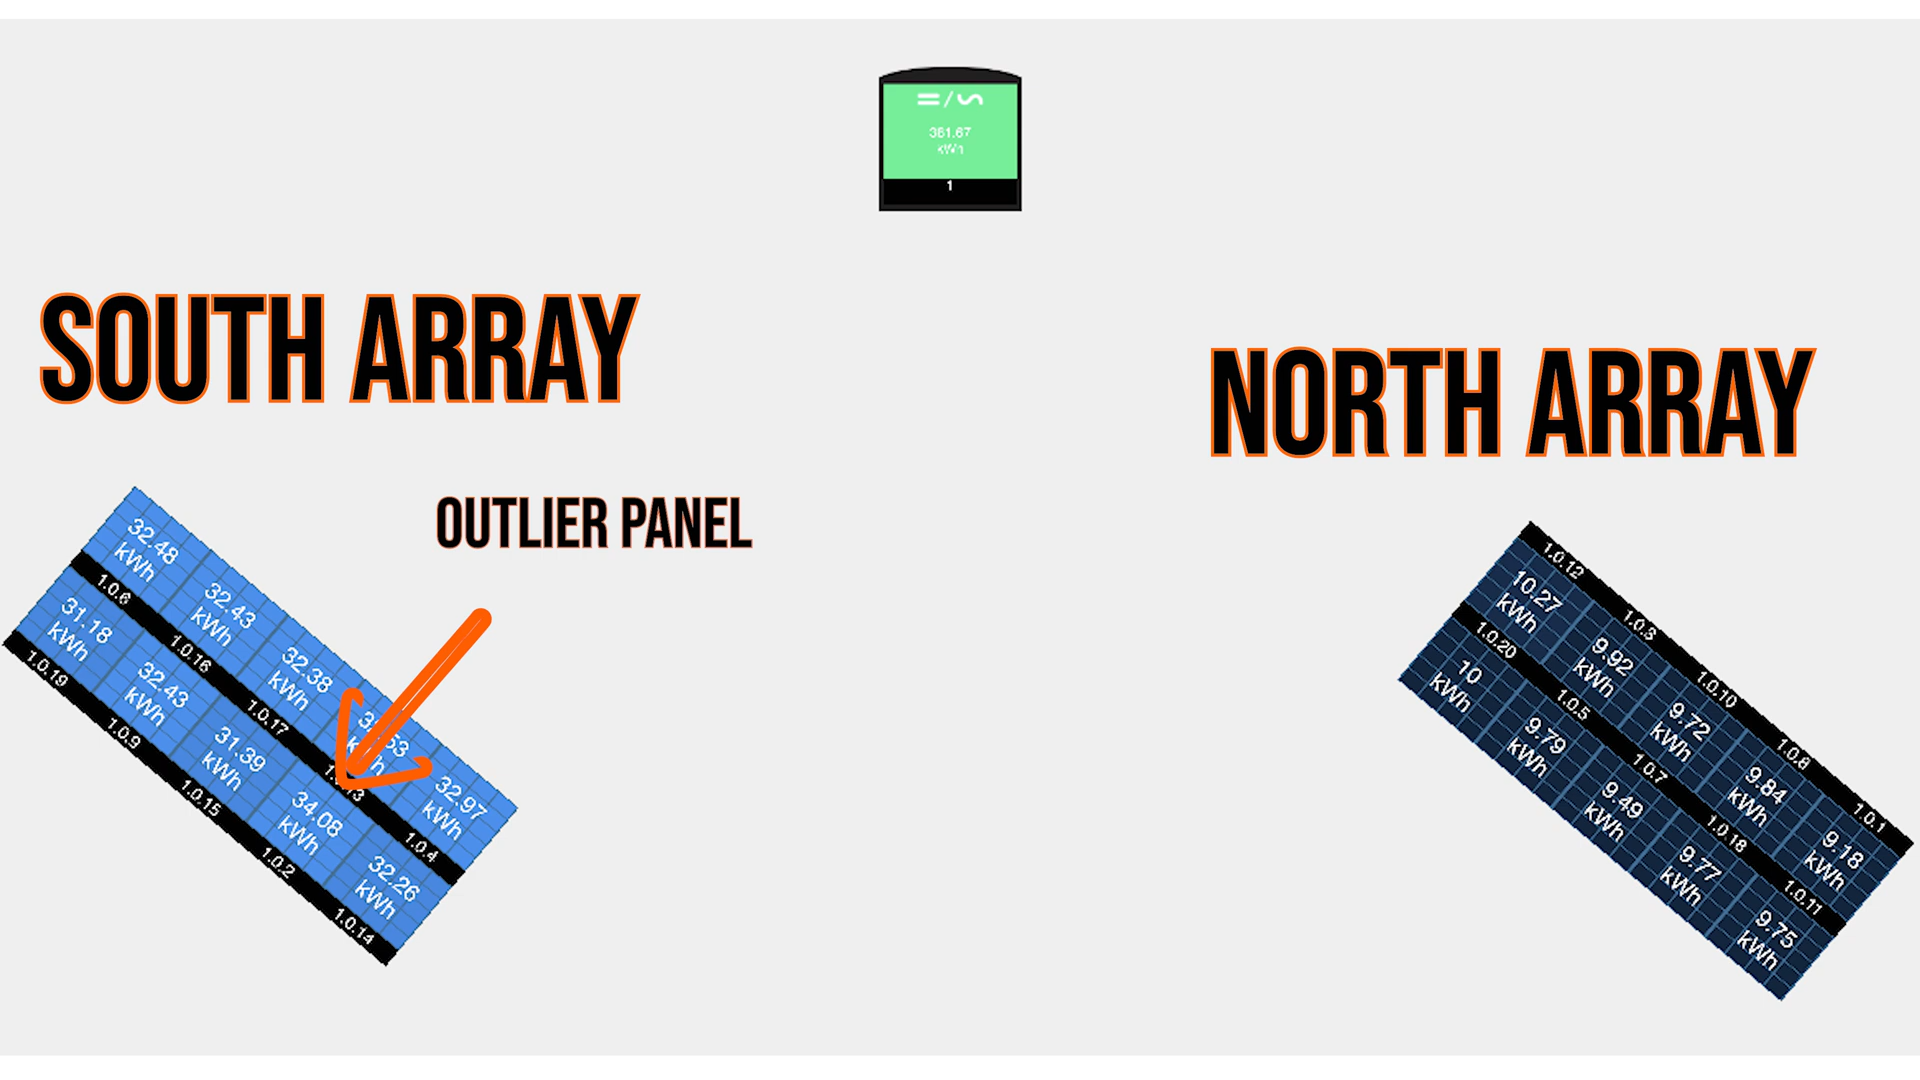 =/∽
381.67
kWh
1
SOUTH ARRAY
NORTH ARRAY
OUTLIER PANEL
32.48
kWh
32.43
kWh
32.38
kWh
kWh
32.97
kWh
1.0.6
1.0.16
1.0.17
1.0.4
31.18
kWh
32.43
kWh
31.39
kWh
34.08
kWh
32.26
kWh
1.0.19
1.0.9
1.0.15
1.0.2
1.0.14
1.0.12
1.0.3
1.0.10
1.0.8
1.0.1
10.27
kWh
9.92
kWh
9.72
kWh
9.84
kWh
9.18
kWh
1.0.20
1.0.5
1.0.7
1.0.18
1.0.11
10
kWh
9.79
kWh
9.49
kWh
9.77
kWh
9.75
kWh